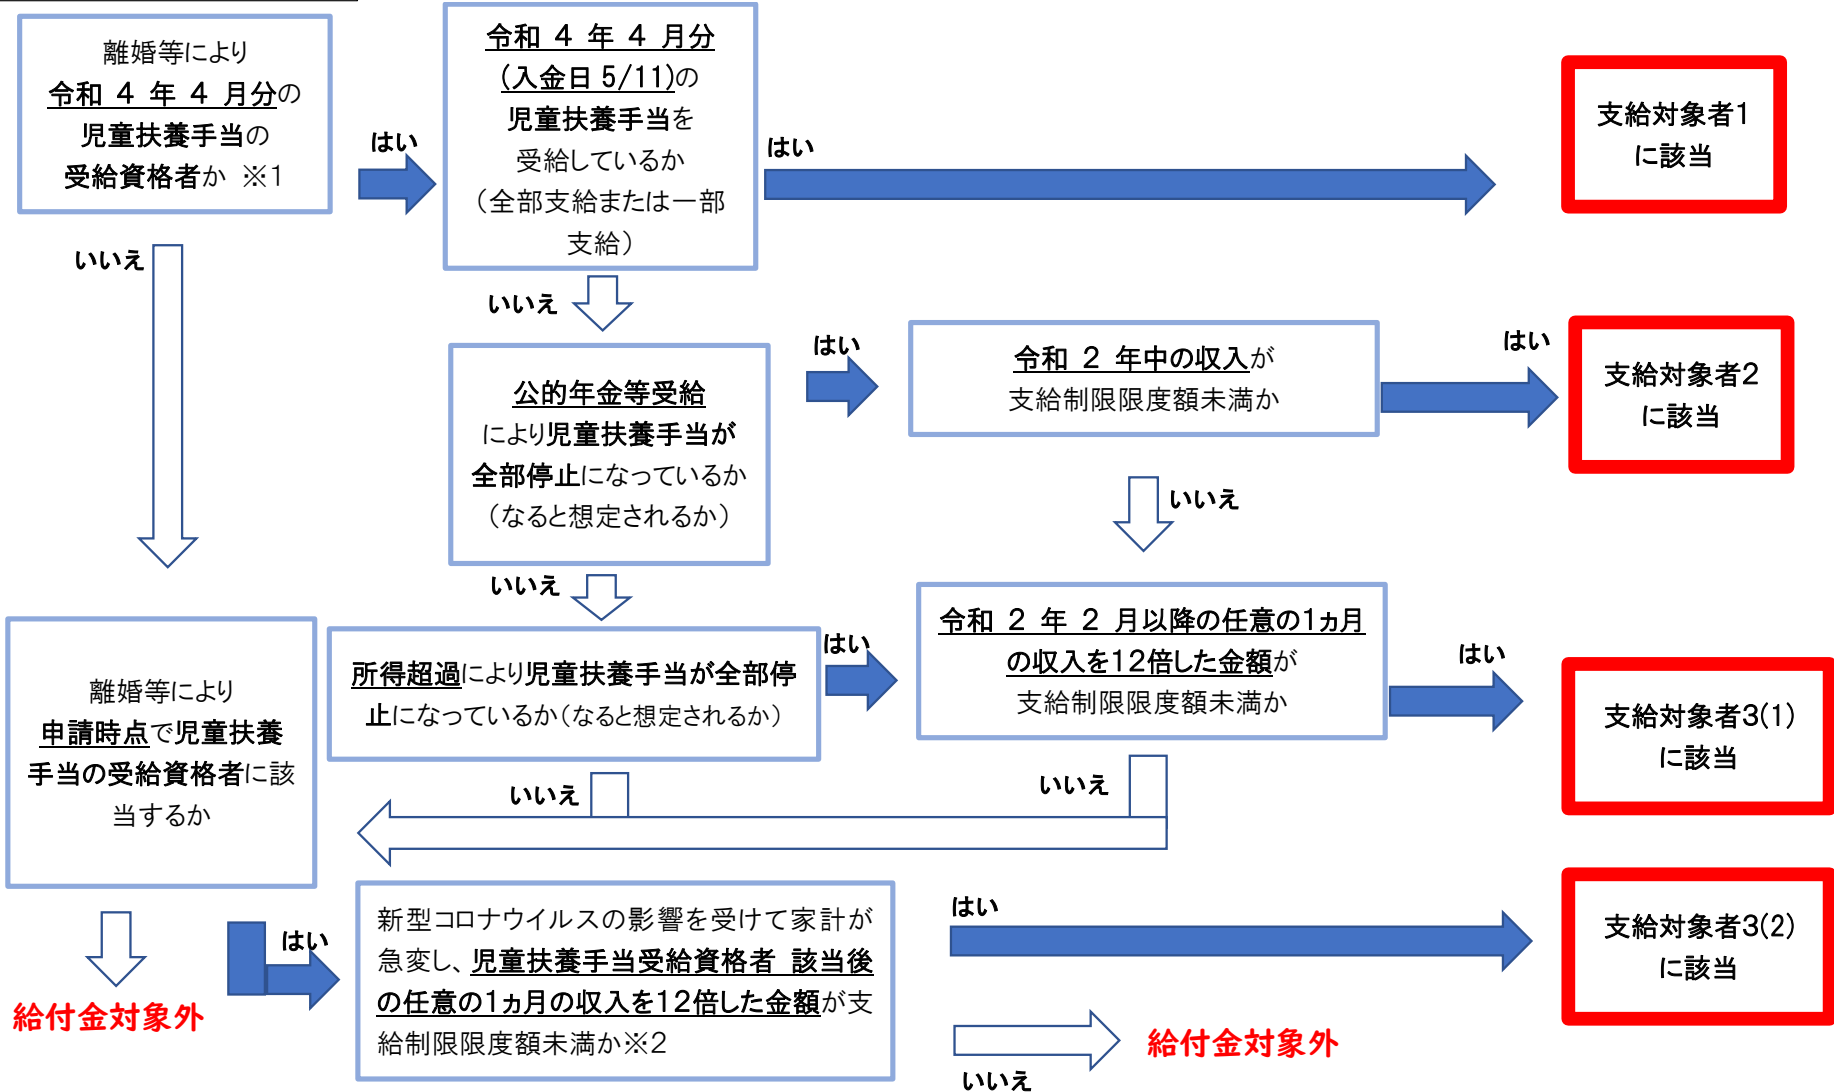 離婚等により
令和 4 年 4 月分の
児童扶養手当の
受給資格者か ※1
はい
令和 4 年 4 月分
(入金日 5/11)の
児童扶養手当を
受給しているか
（全部支給または一部
支給）
はい
支給対象者1
に該当
いいえ
いいえ
公的年金等受給
により児童扶養手当が
全部停止になっているか
（なると想定されるか）
はい
令和 2 年中の収入が
支給制限限度額未満か
はい
支給対象者2
に該当
いいえ
いいえ
離婚等により
申請時点で児童扶養
手当の受給資格者に該
当するか
所得超過により児童扶養手当が全部停
止になっているか（なると想定されるか）
はい
令和 2 年 2 月以降の任意の1ヵ月
の収入を12倍した金額が
支給制限限度額未満か
はい
支給対象者3(1)
に該当
いいえ
いいえ
はい
新型コロナウイルスの影響を受けて家計が
急変し、児童扶養手当受給資格者 該当後
の任意の1ヵ月の収入を12倍した金額が支
給制限限度額未満か※2
はい
支給対象者3(2)
に該当
給付金対象外
給付金対象外
いいえ